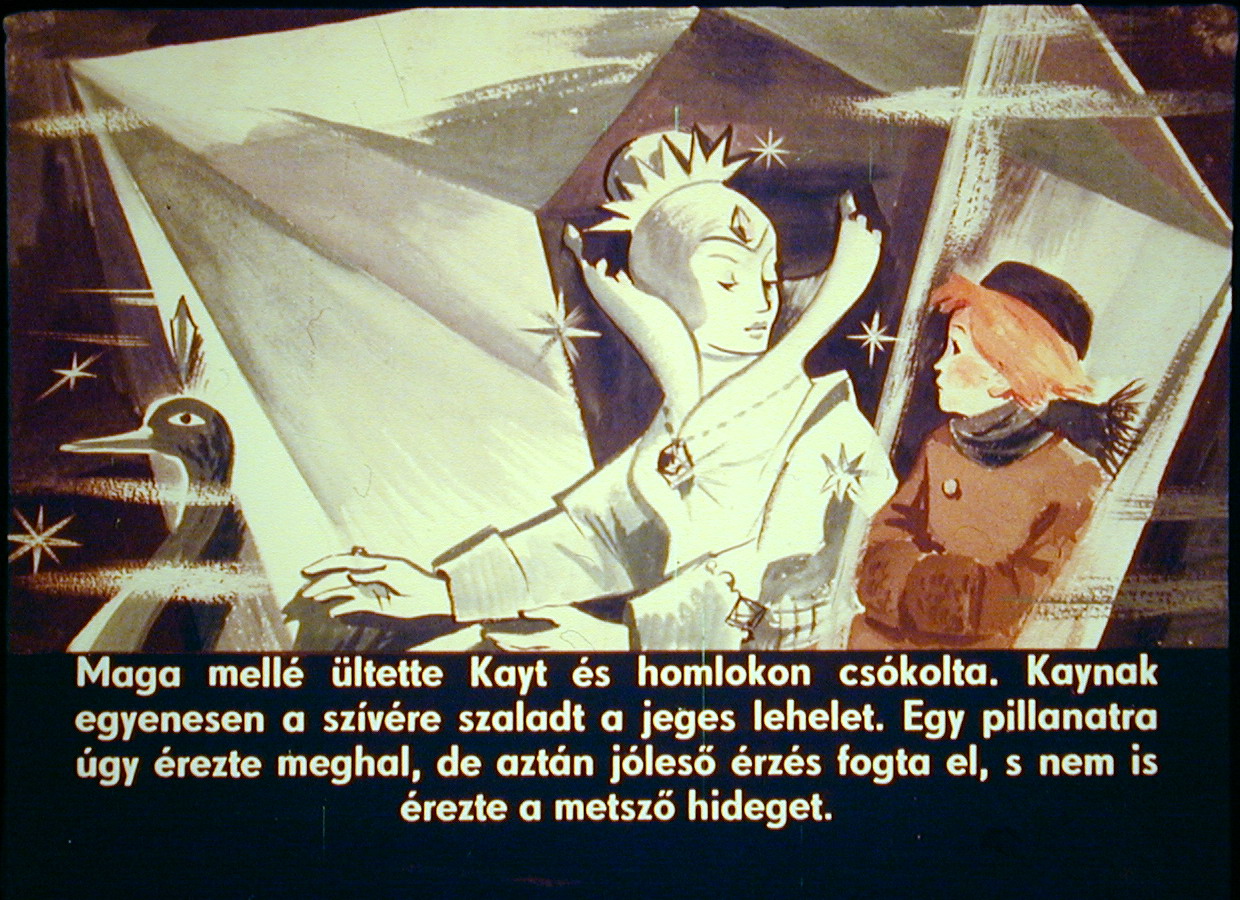 Maga mellé ültette Kayt és homlokon csókolta. Kaynak
egyenesen a szívére szaladt a jeges lehelet. Egy pillanatra
úgy érezte meghal, de aztán jóleső érzés fogta el, s nem is
érezte a metsző hideget.